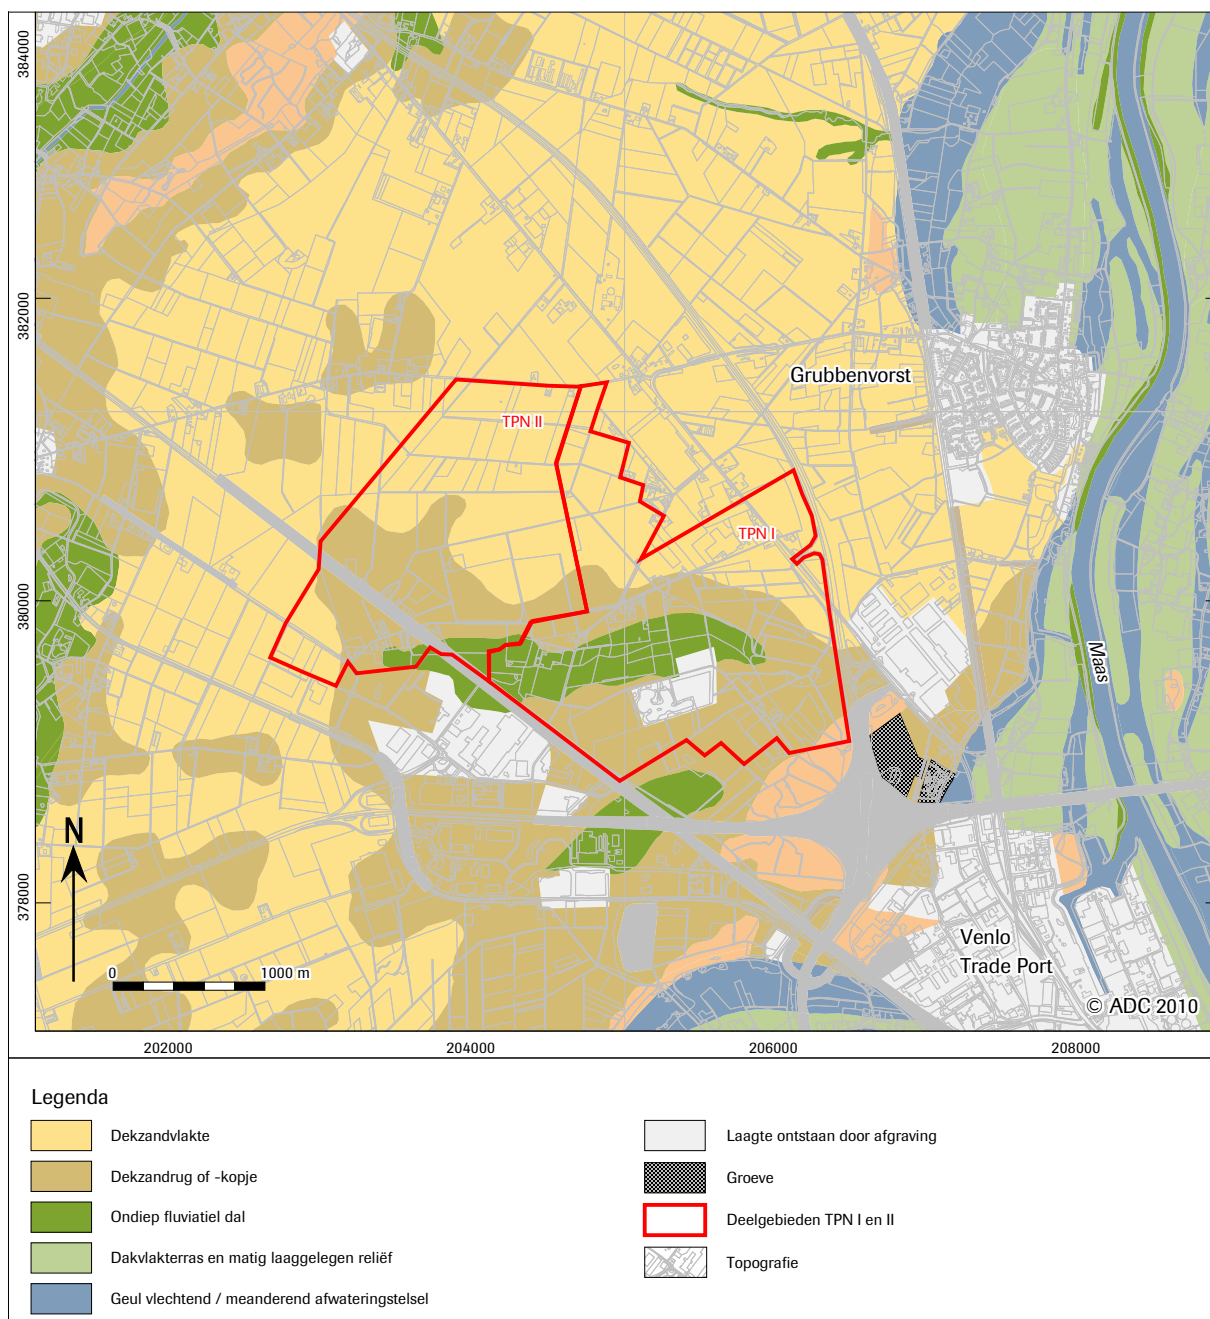 384000
382000
380000
378000
TPN II
TPN I
Grubbenvorst
Maas
N
0 1000 m
Venlo
Trade Port
© ADC 2010
202000 204000 206000 208000
Legenda
Dekzandvlakte
Dekzandrug of -kopje
Ondiep fluviatiel dal
Dakvlakterras en matig laaggelegen reliëf
Geul vlechtend / meanderend afwateringstelsel
Laagte ontstaan door afgraving
Groeve
Deelgebieden TPN I en II
Topografie